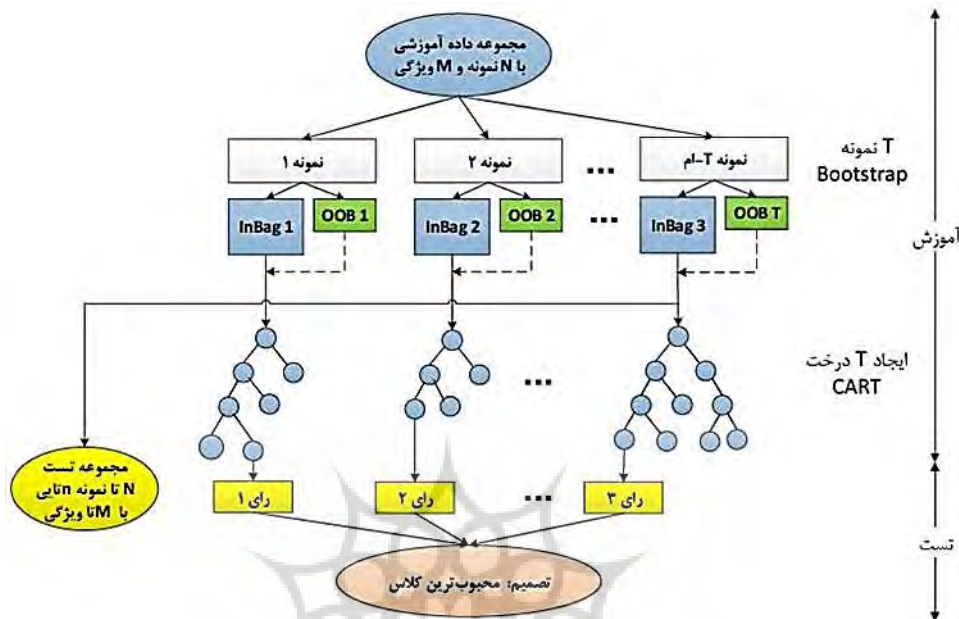 مجموعه داده آموزشی
با N نمونه و M ویژگی
نمونه ۱
نمونه ۲
...
نمونه T-ام
T نمونه
Bootstrap
InBag 1
OOB 1
InBag 2
OOB 2
...
InBag 3
OOB T
آموزش
ایجاد T درخت
CART
...
مجموعه تست
N تا نمونه nتایی
با Mتا ویژگی
رای ۱
رای ۲
...
رای ۳
تست
تصمیم: محبوب‌ترین کلاس